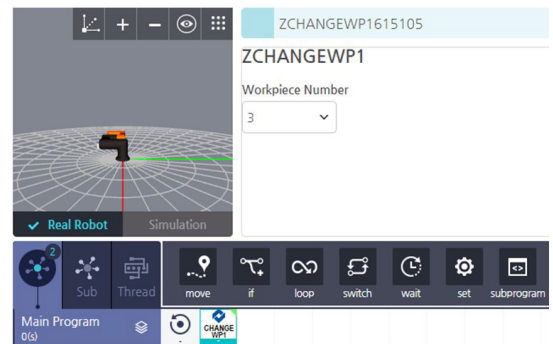 ZCHANGEWP1615105
ZCHANGEWP1
Workpiece Number
3
Real Robot
Simulation
2
Sub
Thread
move
if
loop
switch
wait
set
subprogram
Main Program
0(s)
CHANGE
WP1